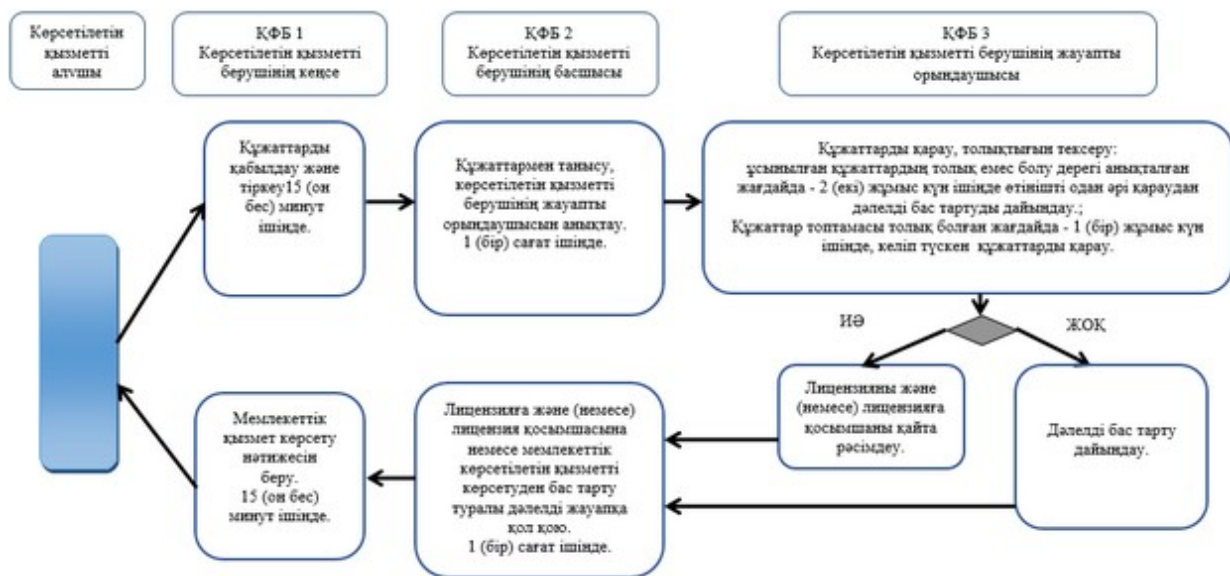 Көрсетілетін
қызметті
алушы
ҚФБ 1
Көрсетілетін қызметті
берушінің кеңсе
ҚФБ 2
Көрсетілетін қызметті
берушінің басшысы
ҚФБ 3
Көрсетілетін қызметті берушінің жауапты
орындаушысы
Құжаттарды
қабылдау және
тіркеу15 (он
бес) минут
ішінде.
Құжаттармен танысу,
көрсетілетін қызметті
берушінің жауапты
орындаушысын анықтау.
1 (бір) сағат ішінде.
Құжаттарды қарау, толықтығын тексеру:
ұсынылған құжаттардың толық емес болу дерегі анықталған
жағдайда - 2 (екі) жұмыс күн ішінде өтінішті одан әрі қараудан
дәлелді бас тартуды дайындау.;
Құжаттар топтамасы толық болған жағдайда - 1 (бір) жұмыс күн
ішінде, келіп түскен құжаттарды қарау.
ИӘ
ЖОҚ
Мемлекеттік
қызмет көрсету
нәтижесін
беру.
15 (он бес)
минут ішінде.
Лицензияға және (немесе)
лицензия қосымшасына
немесе мемлекеттік
көрсетілетін қызметті
көрсетуден бас тарту
туралы дәлелді жауапқа
қол қою.
1 (бір) сағат ішінде.
Лицензияны және
(немесе) лицензияға
қосымшаны қайта
рәсімдеу.
Дәлелді бас тарту
дайындау.